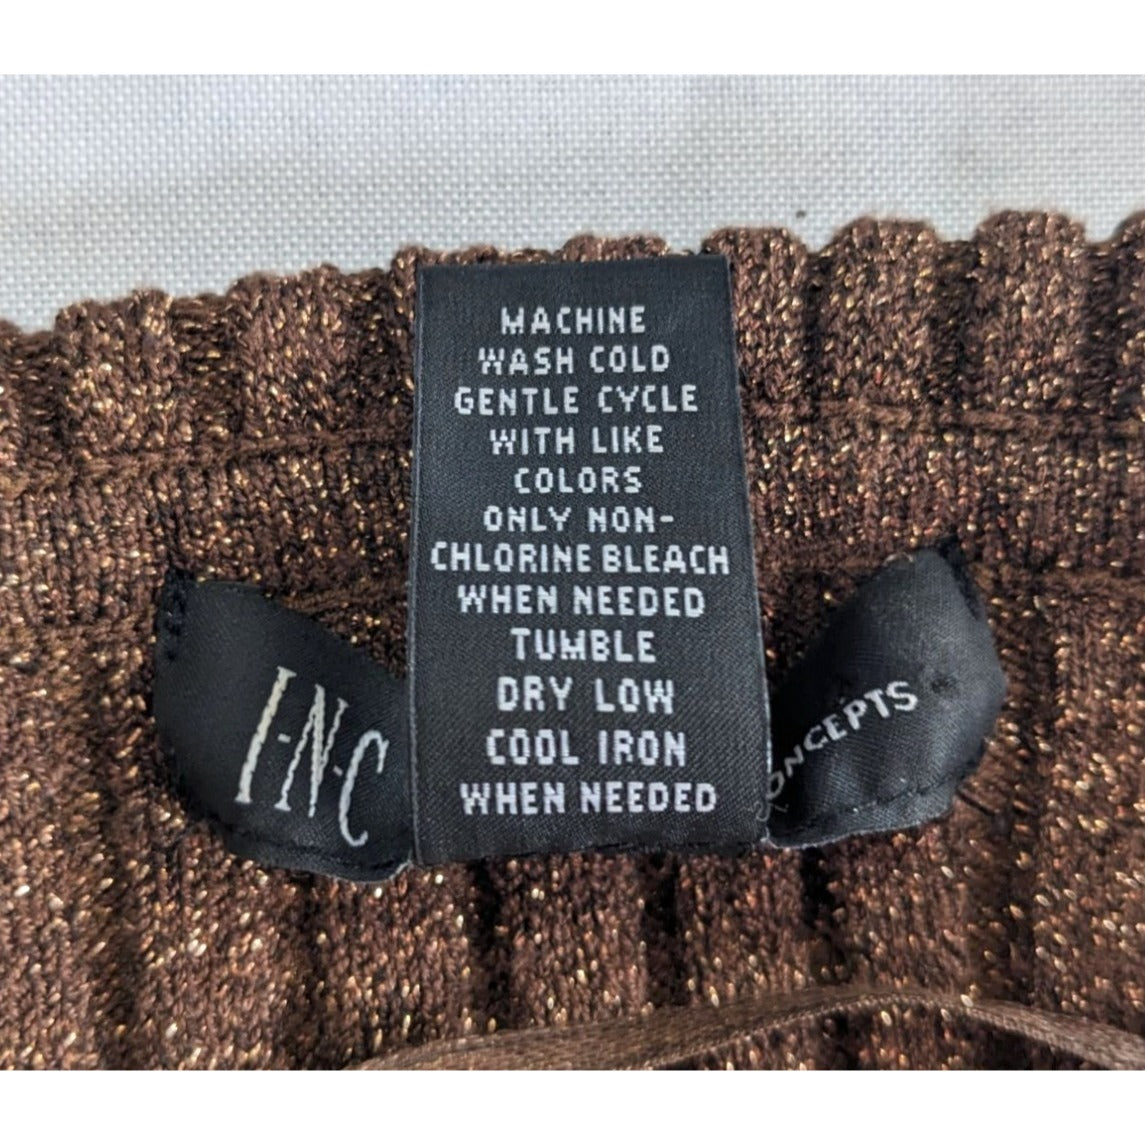 MACHINE
WASH COLD
GENTLE CYCLE
WITH LIKE
COLORS
ONLY NON-
CHLORINE BLEACH
WHEN NEEDED
TUMBLE
DRY LOW
COOL IRON
WHEN NEEDED
I·N·C
CONCEPTS